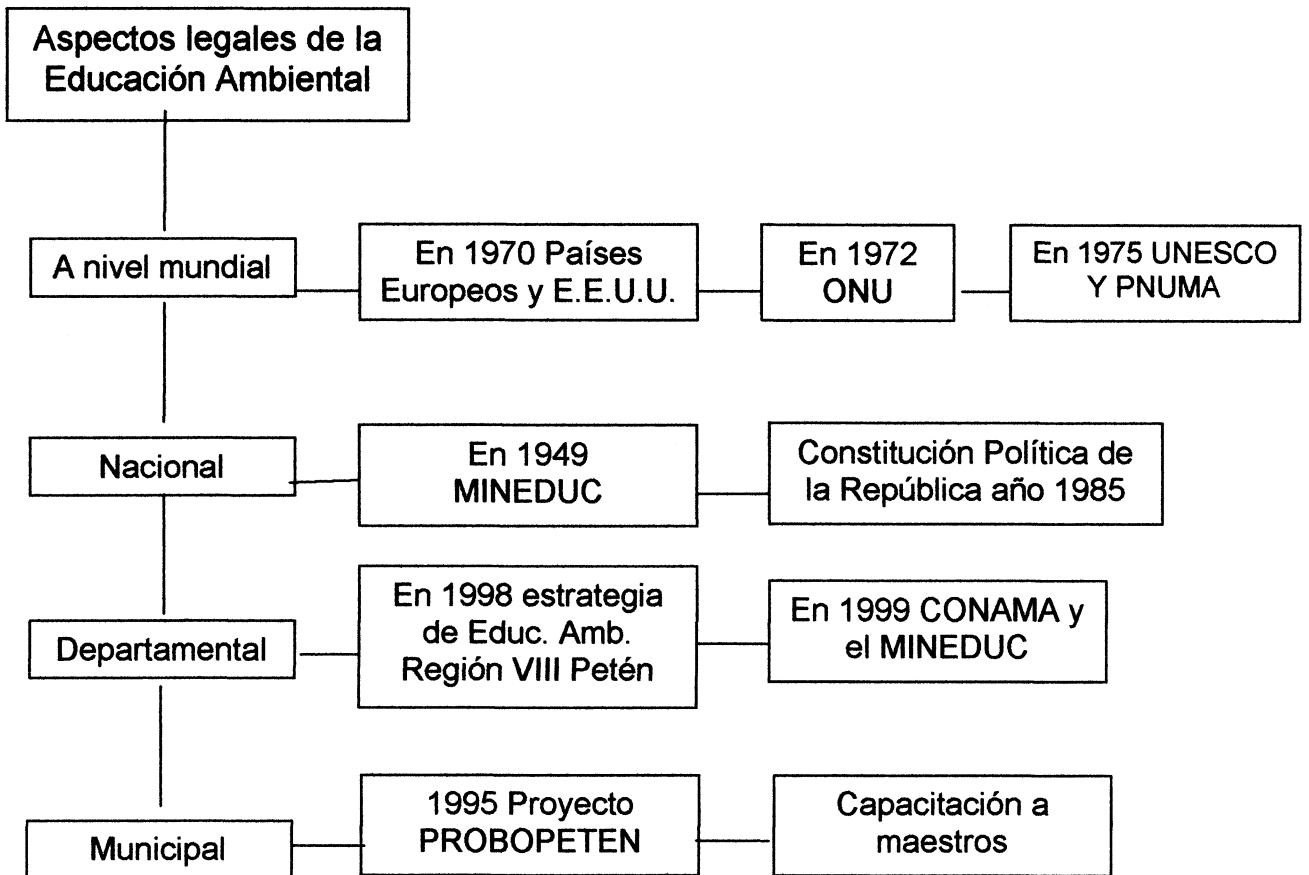 Aspectos legales de la
Educación Ambiental
A nivel mundial
En 1970 Países
Europeos y E.E.U.U.
En 1972
ONU
En 1975 UNESCO
Y PNUMA
Nacional
En 1949
MINEDUC
Constitución Política de
la República año 1985
Departamental
En 1998 estrategia
de Educ. Amb.
Región VIII Petén
En 1999 CONAMA y
el MINEDUC
Municipal
1995 Proyecto
PROBOPETEN
Capacitación a
maestros